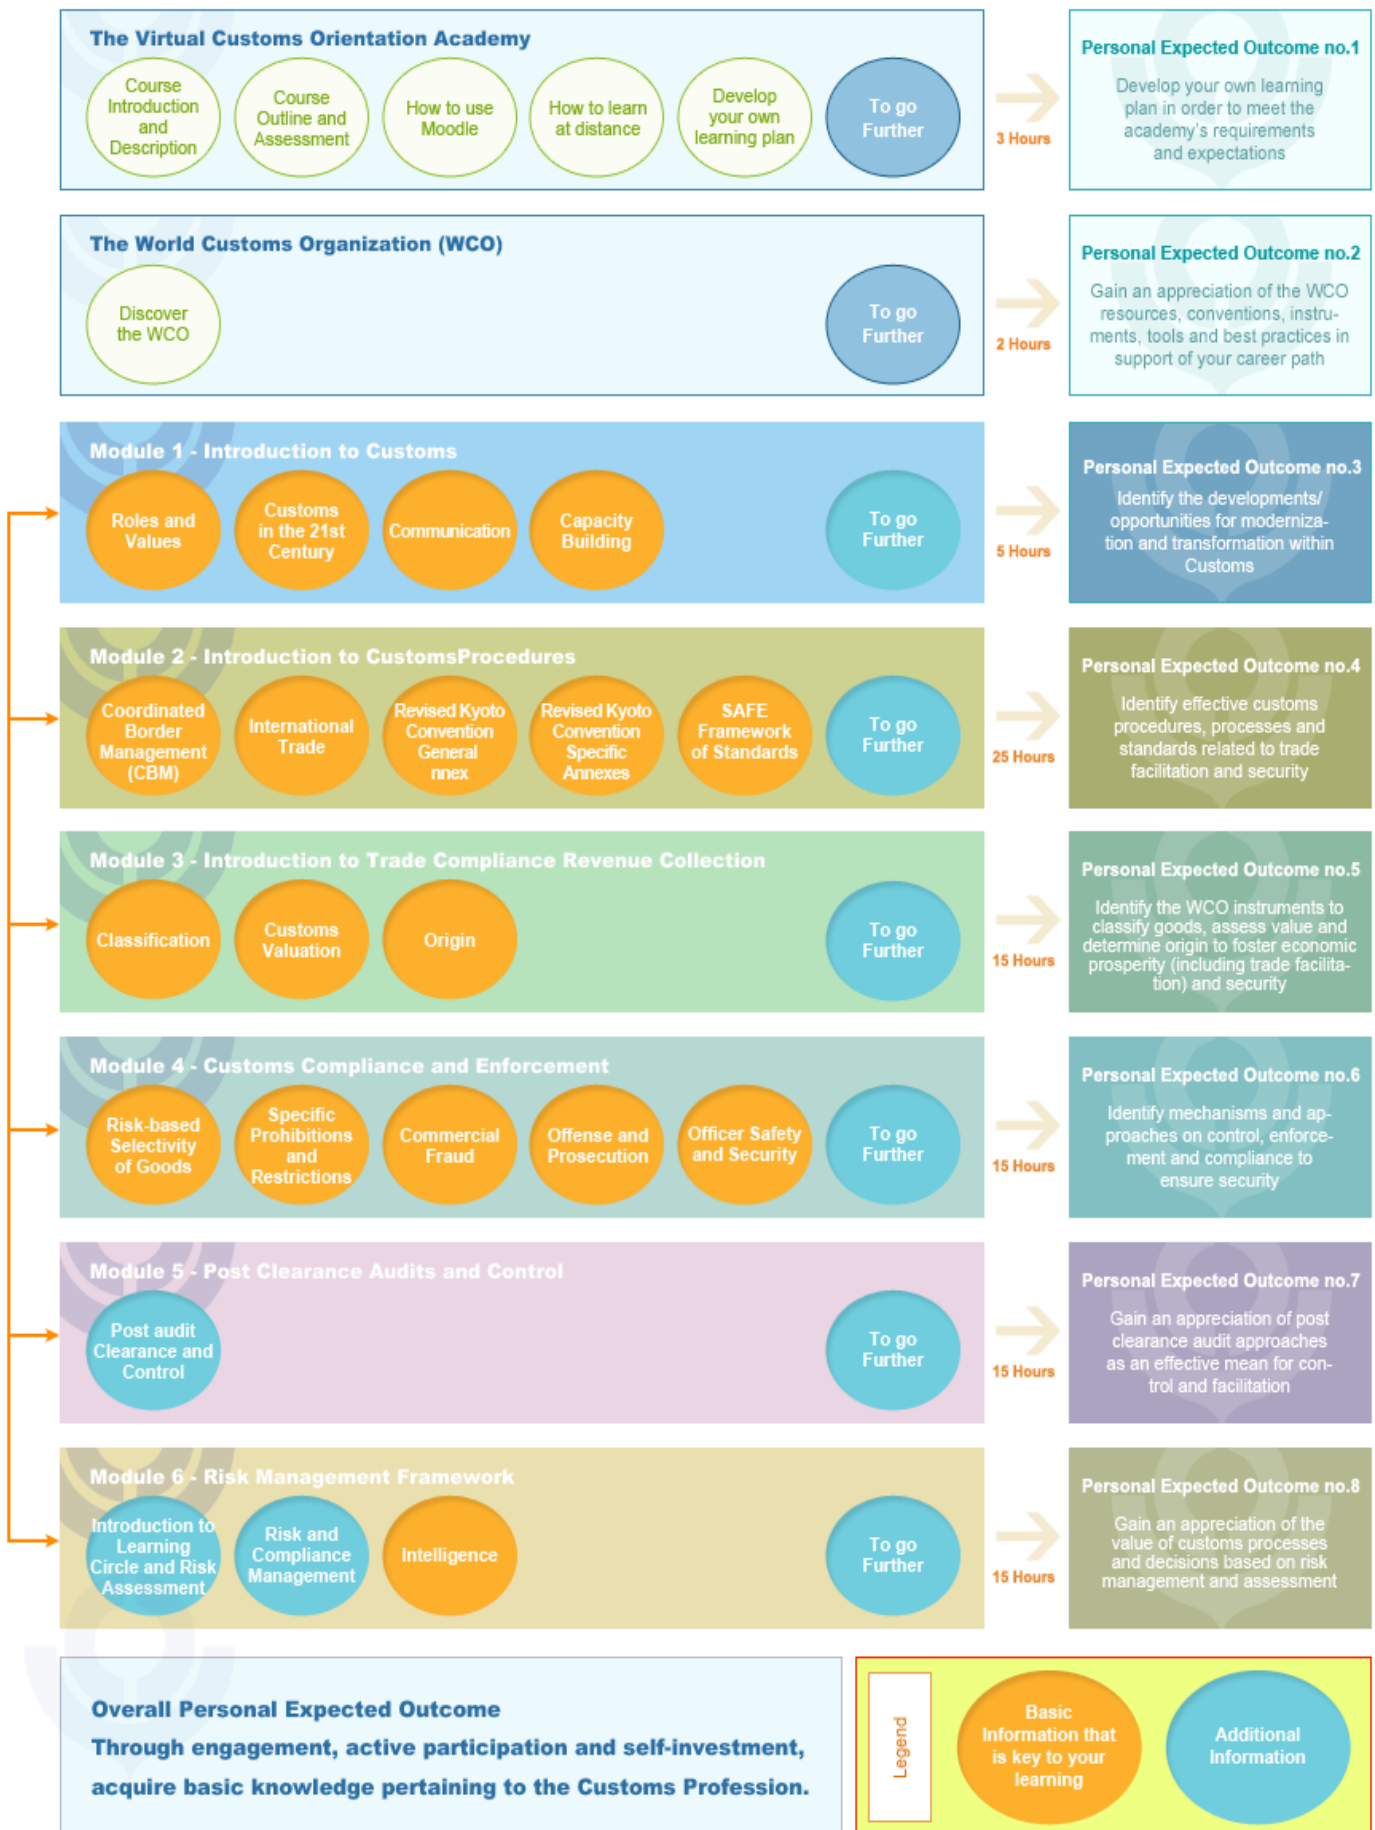 The Virtual Customs Orientation Academy
Course
Introduction
and
Description
Course
Outline and
Assessment
How to use
Moodle
How to learn
at distance
Develop
your own
learning plan
To go
Further
3 Hours
Personal Expected Outcome no.1
Develop your own learning
plan in order to meet the
academy's requirements
and expectations
The World Customs Organization (WCO)
Discover
the WCO
To go
Further
2 Hours
Personal Expected Outcome no.2
Gain an appreciation of the WCO
resources, conventions, instru-
ments, tools and best practices in
support of your career path
Module 1 - Introduction to Customs
Roles and
Values
Customs
in the 21st
Century
Communication
Capacity
Building
To go
Further
5 Hours
Personal Expected Outcome no.3
Identify the developments/
opportunities for moderniza-
tion and transformation within
Customs
Module 2 - Introduction to CustomsProcedures
Coordinated
Border
Management
(CBM)
International
Trade
Revised Kyoto
Convention
General
nnex
Revised Kyoto
Convention
Specific
Annexes
SAFE
Framework
of Standards
To go
Further
25 Hours
Personal Expected Outcome no.4
Identify effective customs
procedures, processes and
standards related to trade
facilitation and security
Module 3 - Introduction to Trade Compliance Revenue Collection
Classification
Customs
Valuation
Origin
To go
Further
15 Hours
Personal Expected Outcome no.5
Identify the WCO instruments to
classify goods, assess value and
determine origin to foster economic
prosperity (including trade facilita-
tion) and security
Module 4 - Customs Compliance and Enforcement
Risk-based
Selectivity
of Goods
Specific
Prohibitions
and
Restrictions
Commercial
Fraud
Offense and
Prosecution
Officer Safety
and Security
To go
Further
15 Hours
Personal Expected Outcome no.6
Identify mechanisms and ap-
proaches on control, enforce-
ment and compliance to
ensure security
Module 5 - Post Clearance Audits and Control
Post audit
Clearance and
Control
To go
Further
15 Hours
Personal Expected Outcome no.7
Gain an appreciation of post
clearance audit approaches
as an effective mean for con-
trol and facilitation
Module 6 - Risk Management Framework
Introduction to
Learning
Circle and Risk
Assessment
Risk and
Compliance
Management
Intelligence
To go
Further
15 Hours
Personal Expected Outcome no.8
Gain an appreciation of the
value of customs processes
and decisions based on risk
management and assessment
Overall Personal Expected Outcome
Through engagement, active participation and self-investment,
acquire basic knowledge pertaining to the Customs Profession.
Legend
Basic
Information that
is key to your
learning
Additional
Information